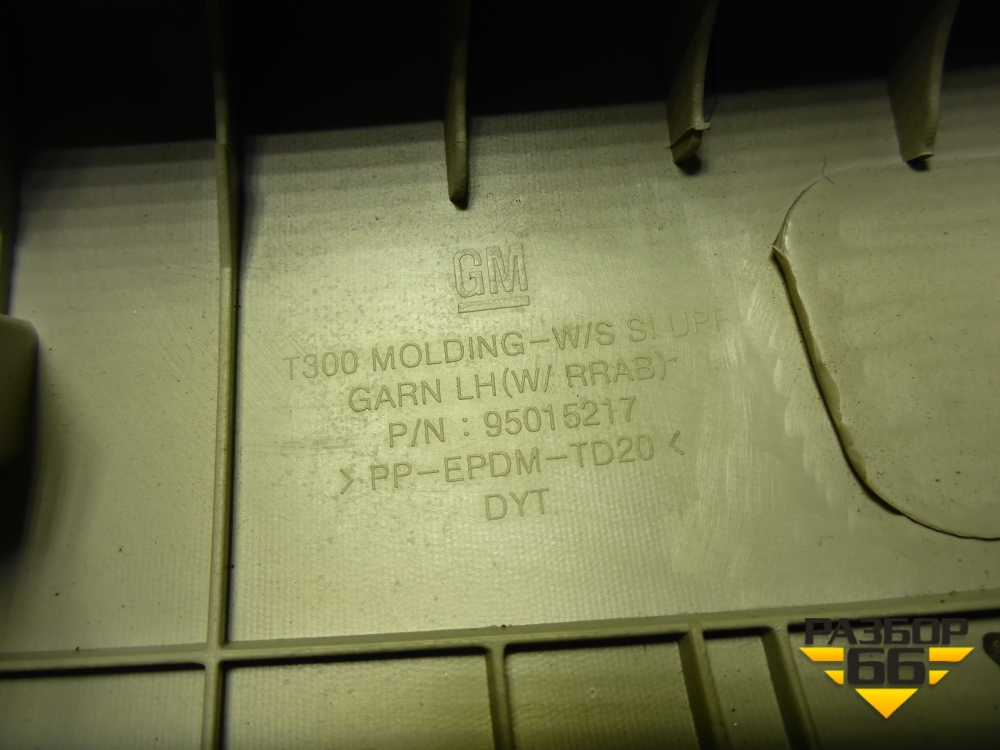 GM
T300 MOLDING-W/S SI UPR
GARN LH(W/ RRAB)-
P/N : 95015217
> PP-EPDM-TD20 <
DYT.
РАЗБОР
66